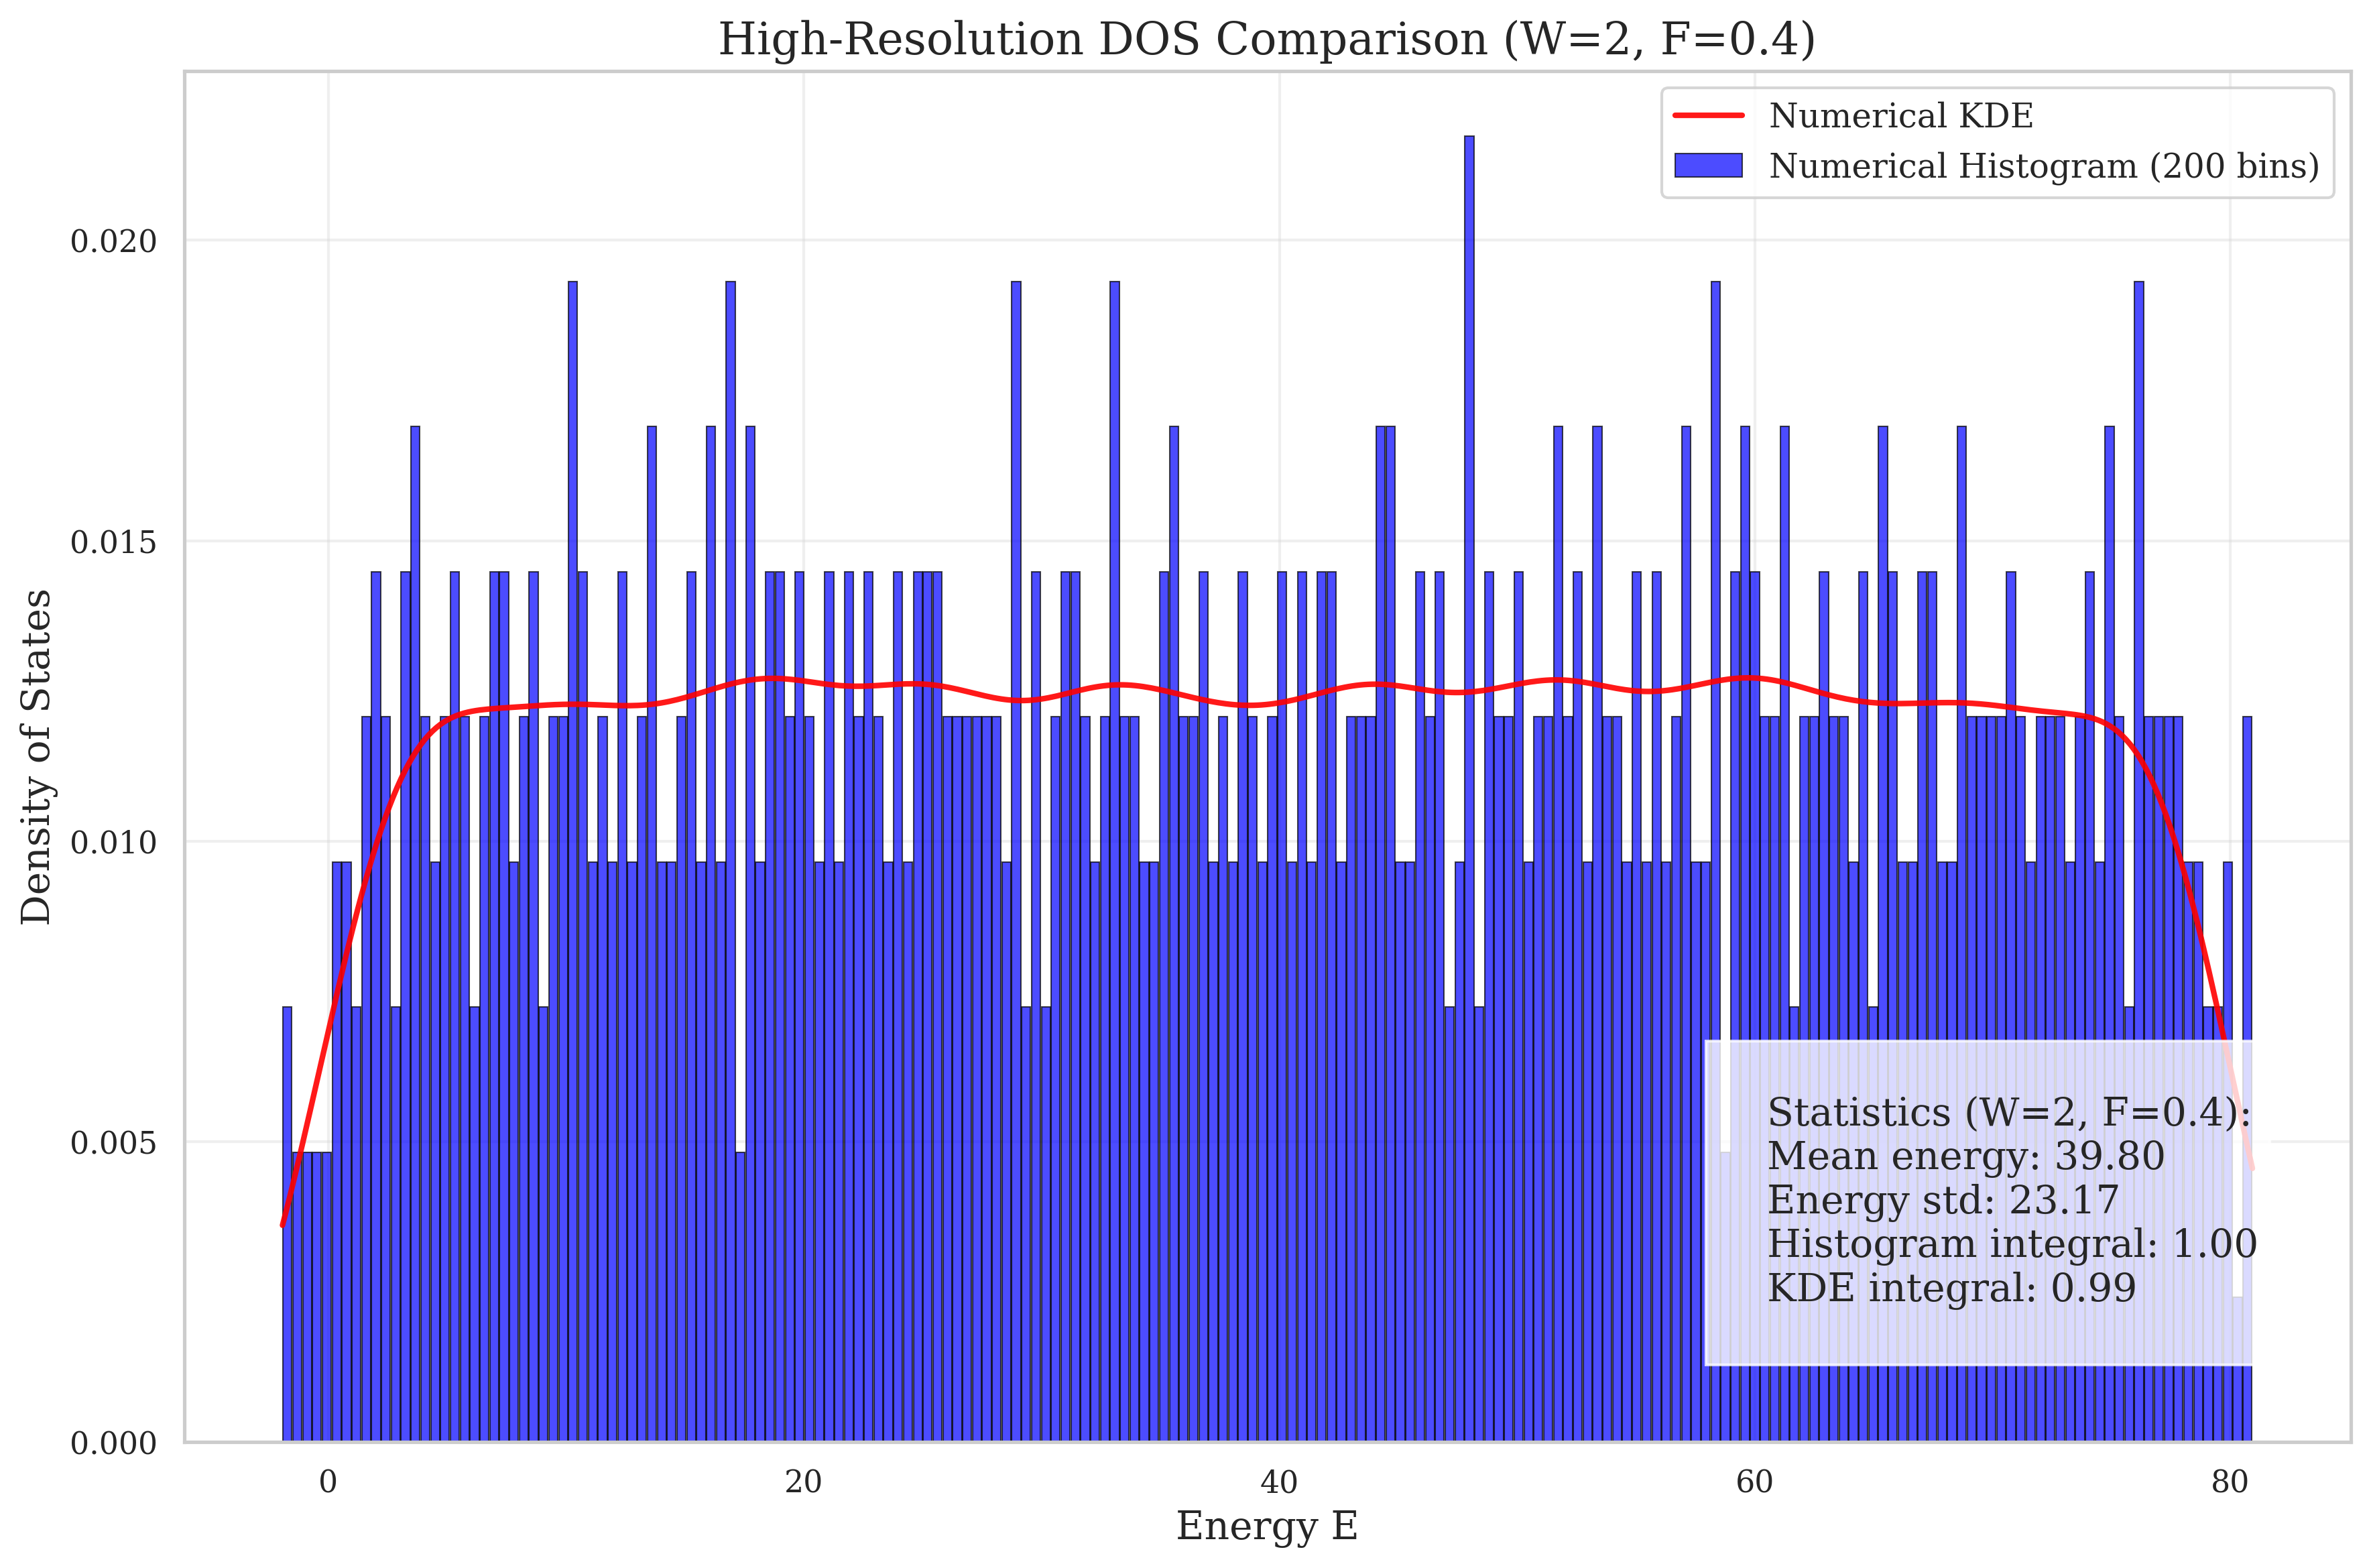 High-Resolution DOS Comparison (W=2, F=0.4)
Numerical KDE
Numerical Histogram (200 bins)
Density of States
0.020
0.015
0.010
0.005
0.000
Statistics (W=2, F=0.4):
Mean energy: 39.80
Energy std: 23.17
Histogram integral: 1.00
KDE integral: 0.99
0
20
40
60
80
Energy E